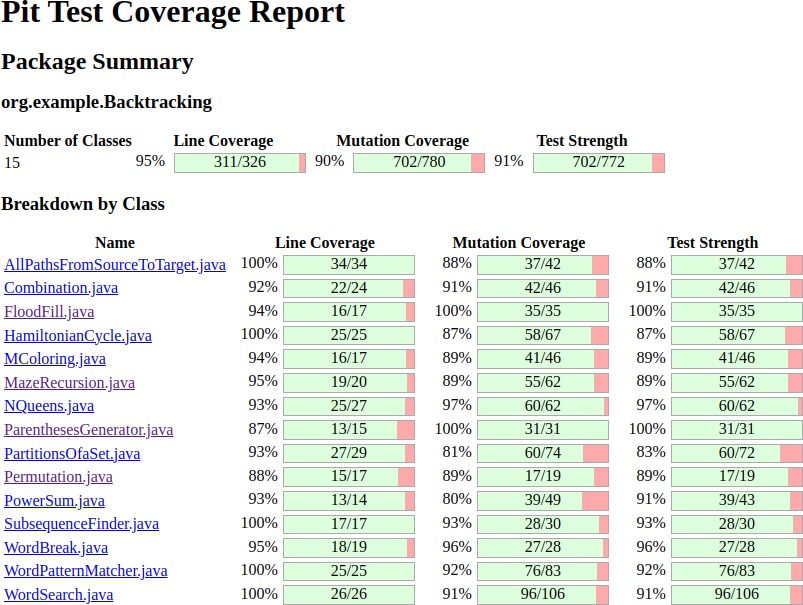 Pit Test Coverage Report
Package Summary
org.example.Backtracking
Number of Classes Line Coverage Mutation Coverage Test Strength
15 95% 311/326 90% 702/780 91% 702/772
Breakdown by Class
Name Line Coverage Mutation Coverage Test Strength
AllPathsFromSourceToTarget.java 100% 34/34 88% 37/42 88% 37/42
Combination.java 92% 22/24 91% 42/46 91% 42/46
FloodFill.java 94% 16/17 100% 35/35 100% 35/35
HamiltonianCycle.java 100% 25/25 87% 58/67 87% 58/67
MColoring.java 94% 16/17 89% 41/46 89% 41/46
MazeRecursion.java 95% 19/20 89% 55/62 89% 55/62
NQueens.java 93% 25/27 97% 60/62 97% 60/62
ParenthesesGenerator.java 87% 13/15 100% 31/31 100% 31/31
PartitionsOfaSet.java 93% 27/29 81% 60/74 83% 60/72
Permutation.java 88% 15/17 89% 17/19 89% 17/19
PowerSum.java 93% 13/14 80% 39/49 91% 39/43
SubsequenceFinder.java 100% 17/17 93% 28/30 93% 28/30
WordBreak.java 95% 18/19 96% 27/28 96% 27/28
WordPatternMatcher.java 100% 25/25 92% 76/83 92% 76/83
WordSearch.java 100% 26/26 91% 96/106 91% 96/106